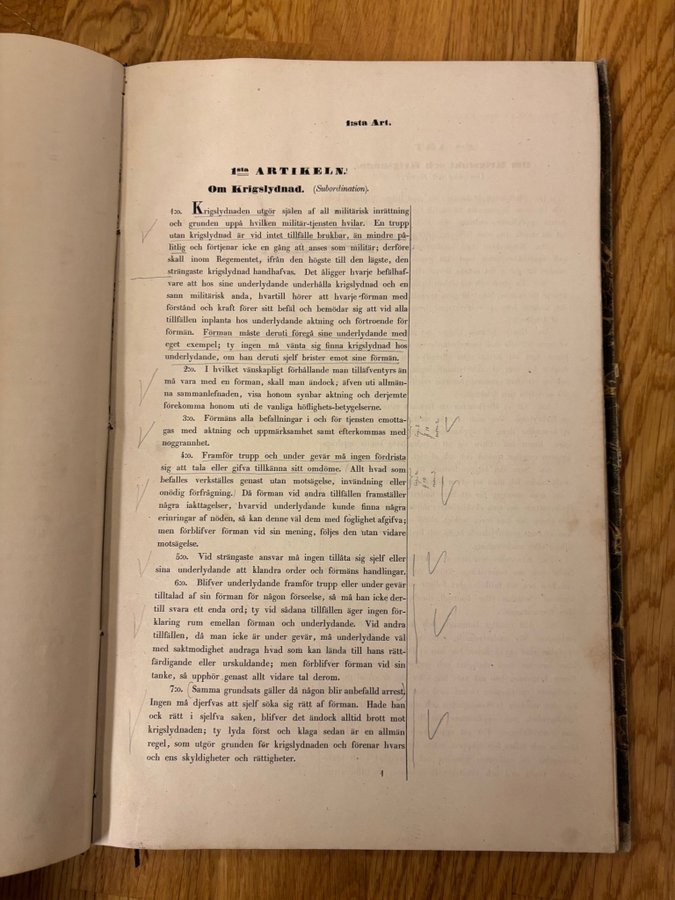 1:sta Art.
1sta ARTIKELN.
Om Krigslydnad. (Subordination).
1:o. Krigslydnaden utgör själen af all militärisk inrättning
och grunden uppå hvilken militär-tjensten hvilar. En trupp
utan krigslydnad är vid intet tillfälle brukbar, än mindre på-
litlig och förtjenar icke en gång att anses som militär; derföre
skall inom Regementet, ifrån den högste till den lägste, den
strängaste krigslydnad handhafvas. Det åligger hvarje befälhaf-
vare att hos sine underlydande underhålla krigslydnad och en
sann militärisk anda, hvartill hörer att hvarje förman med
förstånd och kraft förer sitt befäl och bemödar sig att vid alla
tillfällen inplanta hos underlydande aktning och förtroende för
förmän. Förman måste deruti föregå sine underlydande med
eget exempel; ty ingen må vänta sig finna krigslydnad hos
underlydande, om han deruti sjelf brister emot sine förmän.
2:o. I hvilket vänskapligt förhållande man tilläfventyrs än
må vara med en förman, skall man ändock, äfven uti allmän-
na sammanlefnaden, visa honom synbar aktning och derjemte
förekomma honom uti de vanliga höflighets-betygelserne.
3:o. Förmäns alla befallningar i och för tjensten emotta-
gas med aktning och uppmärksamhet samt efterkommas med
noggrannhet.
4:o. Framför trupp och under gevär må ingen fördrista
sig att tala eller gifva tillkänna sitt omdöme. Allt hvad som
befalles verkställes genast utan motsägelse, invändning eller
onödig förfrågning. Då förman vid andra tillfällen framställer
några iakttagelser, hvarvid underlydande kunde finna några
erinringar af nöden, så kan denne väl dem med foglighet afgifva;
men förblifver förman vid sin mening, följes den utan vidare
motsägelse.
5:o. Vid strängaste ansvar må ingen tillåta sig sjelf eller
sina underlydande att klandra order och förmäns handlingar.
6:o. Blifver underlydande framför trupp eller under gevär
tilltalad af sin förman för någon förseelse, så må han icke der-
till svara ett enda ord; ty vid sådana tillfällen äger ingen för-
klaring rum emellan förman och underlydande. Vid andra
tillfällen, då man icke är under gevär, må underlydande väl
med saktmodighet andraga hvad som kan lända till hans rätt-
färdigande eller urskuldande; men förblifver förman vid sin
tanke, så upphör genast allt vidare tal derom.
7:o. (Samma grundsats gäller då någon blir anbefalld arrest.)
Ingen må djerfvas att sjelf söka sig rätt af förman. Hade han
ock rätt i sjelfva saken, blifver det ändock alltid brott mot
krigslydnaden; ty lyda först och klaga sedan är en allmän
regel, som utgör grunden för krigslydnaden och förenar hvars
och ens skyldigheter och rättigheter.
1